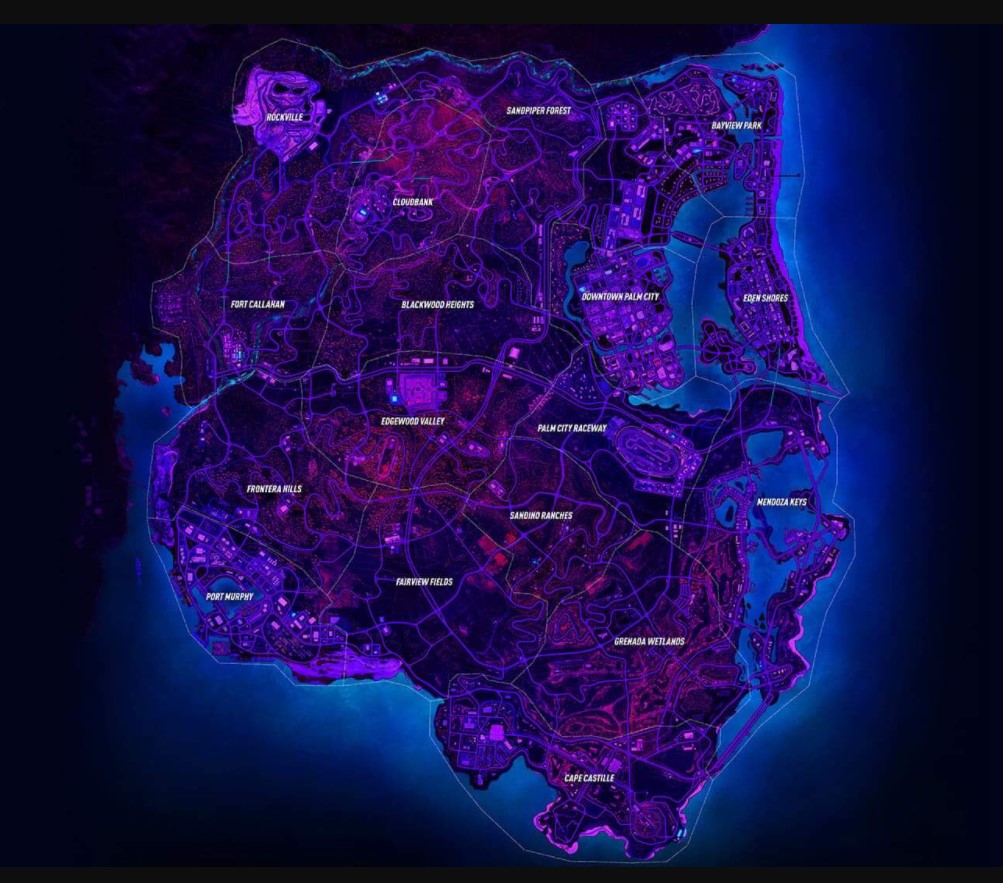 SANDPIPER FOREST
ROCKVILLE
BAYVIEW PARK
CLOUDBANK
DOWNTOWN PALM CITY
EDEN SHORES
FORT CALLAHAN
BLACKWOOD HEIGHTS
EDGEWOOD VALLEY
PALM CITY RACEWAY
FRONTERA HILLS
MENDOZA KEYS
SANDINO RANCHES
FAIRVIEW FIELDS
PORT MURPHY
GRENADA WETLANDS
CAPE CASTILLE